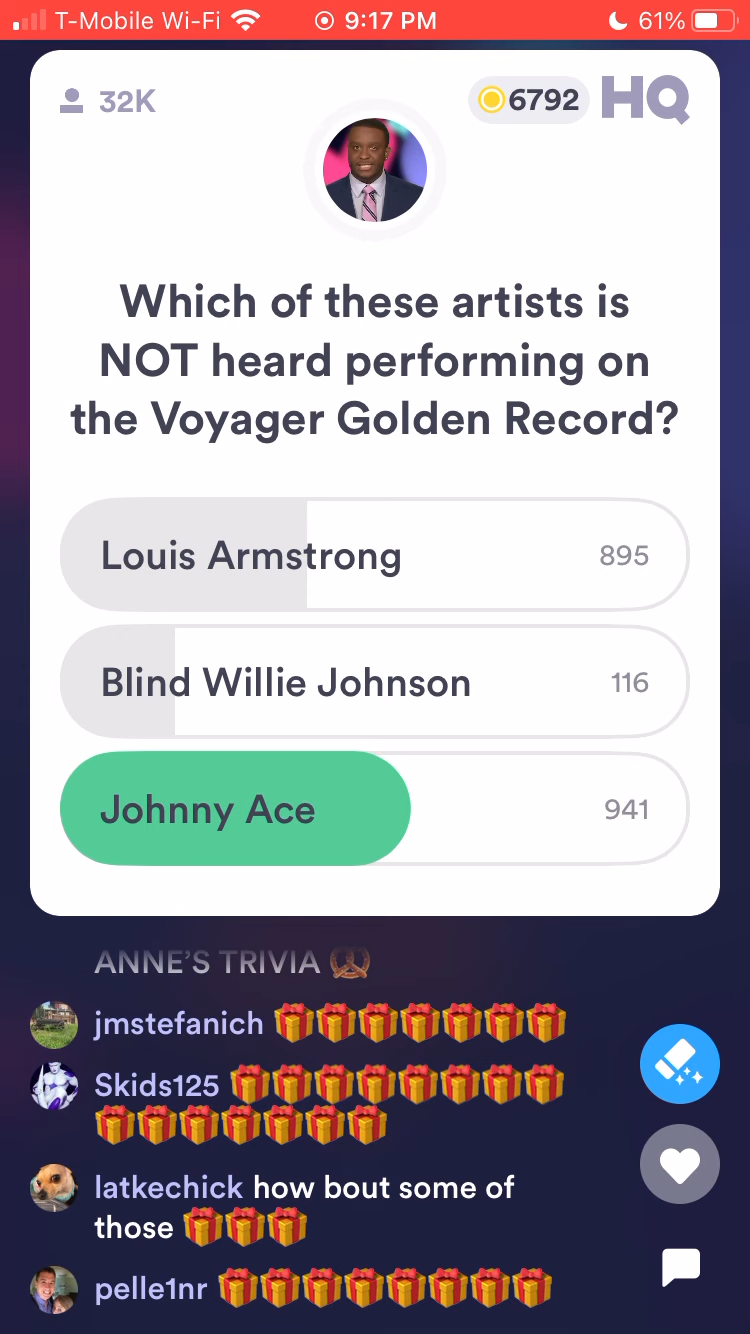 T-Mobile Wi-Fi 9:17 PM 61%
32K 6792 HQ
Which of these artists is
NOT heard performing on
the Voyager Golden Record?
Louis Armstrong 895
Blind Willie Johnson 116
Johnny Ace 941
ANNE'S TRIVIA 🥨
jmstefanich 🎁🎁🎁🎁🎁🎁🎁
Skids125 🎁🎁🎁🎁🎁🎁🎁🎁
🎁🎁🎁🎁🎁🎁🎁
latkechick how bout some of
those 🎁🎁🎁
pelle1nr 🎁🎁🎁🎁🎁🎁🎁🎁